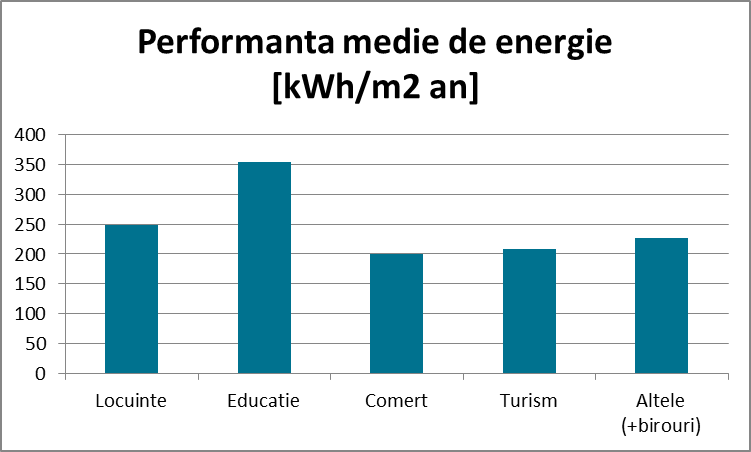 Performanta medie de energie
[kWh/m2 an]
400
350
300
250
200
150
100
50
0
Locuinte
Educatie
Comert
Turism
Altele
(+birouri)